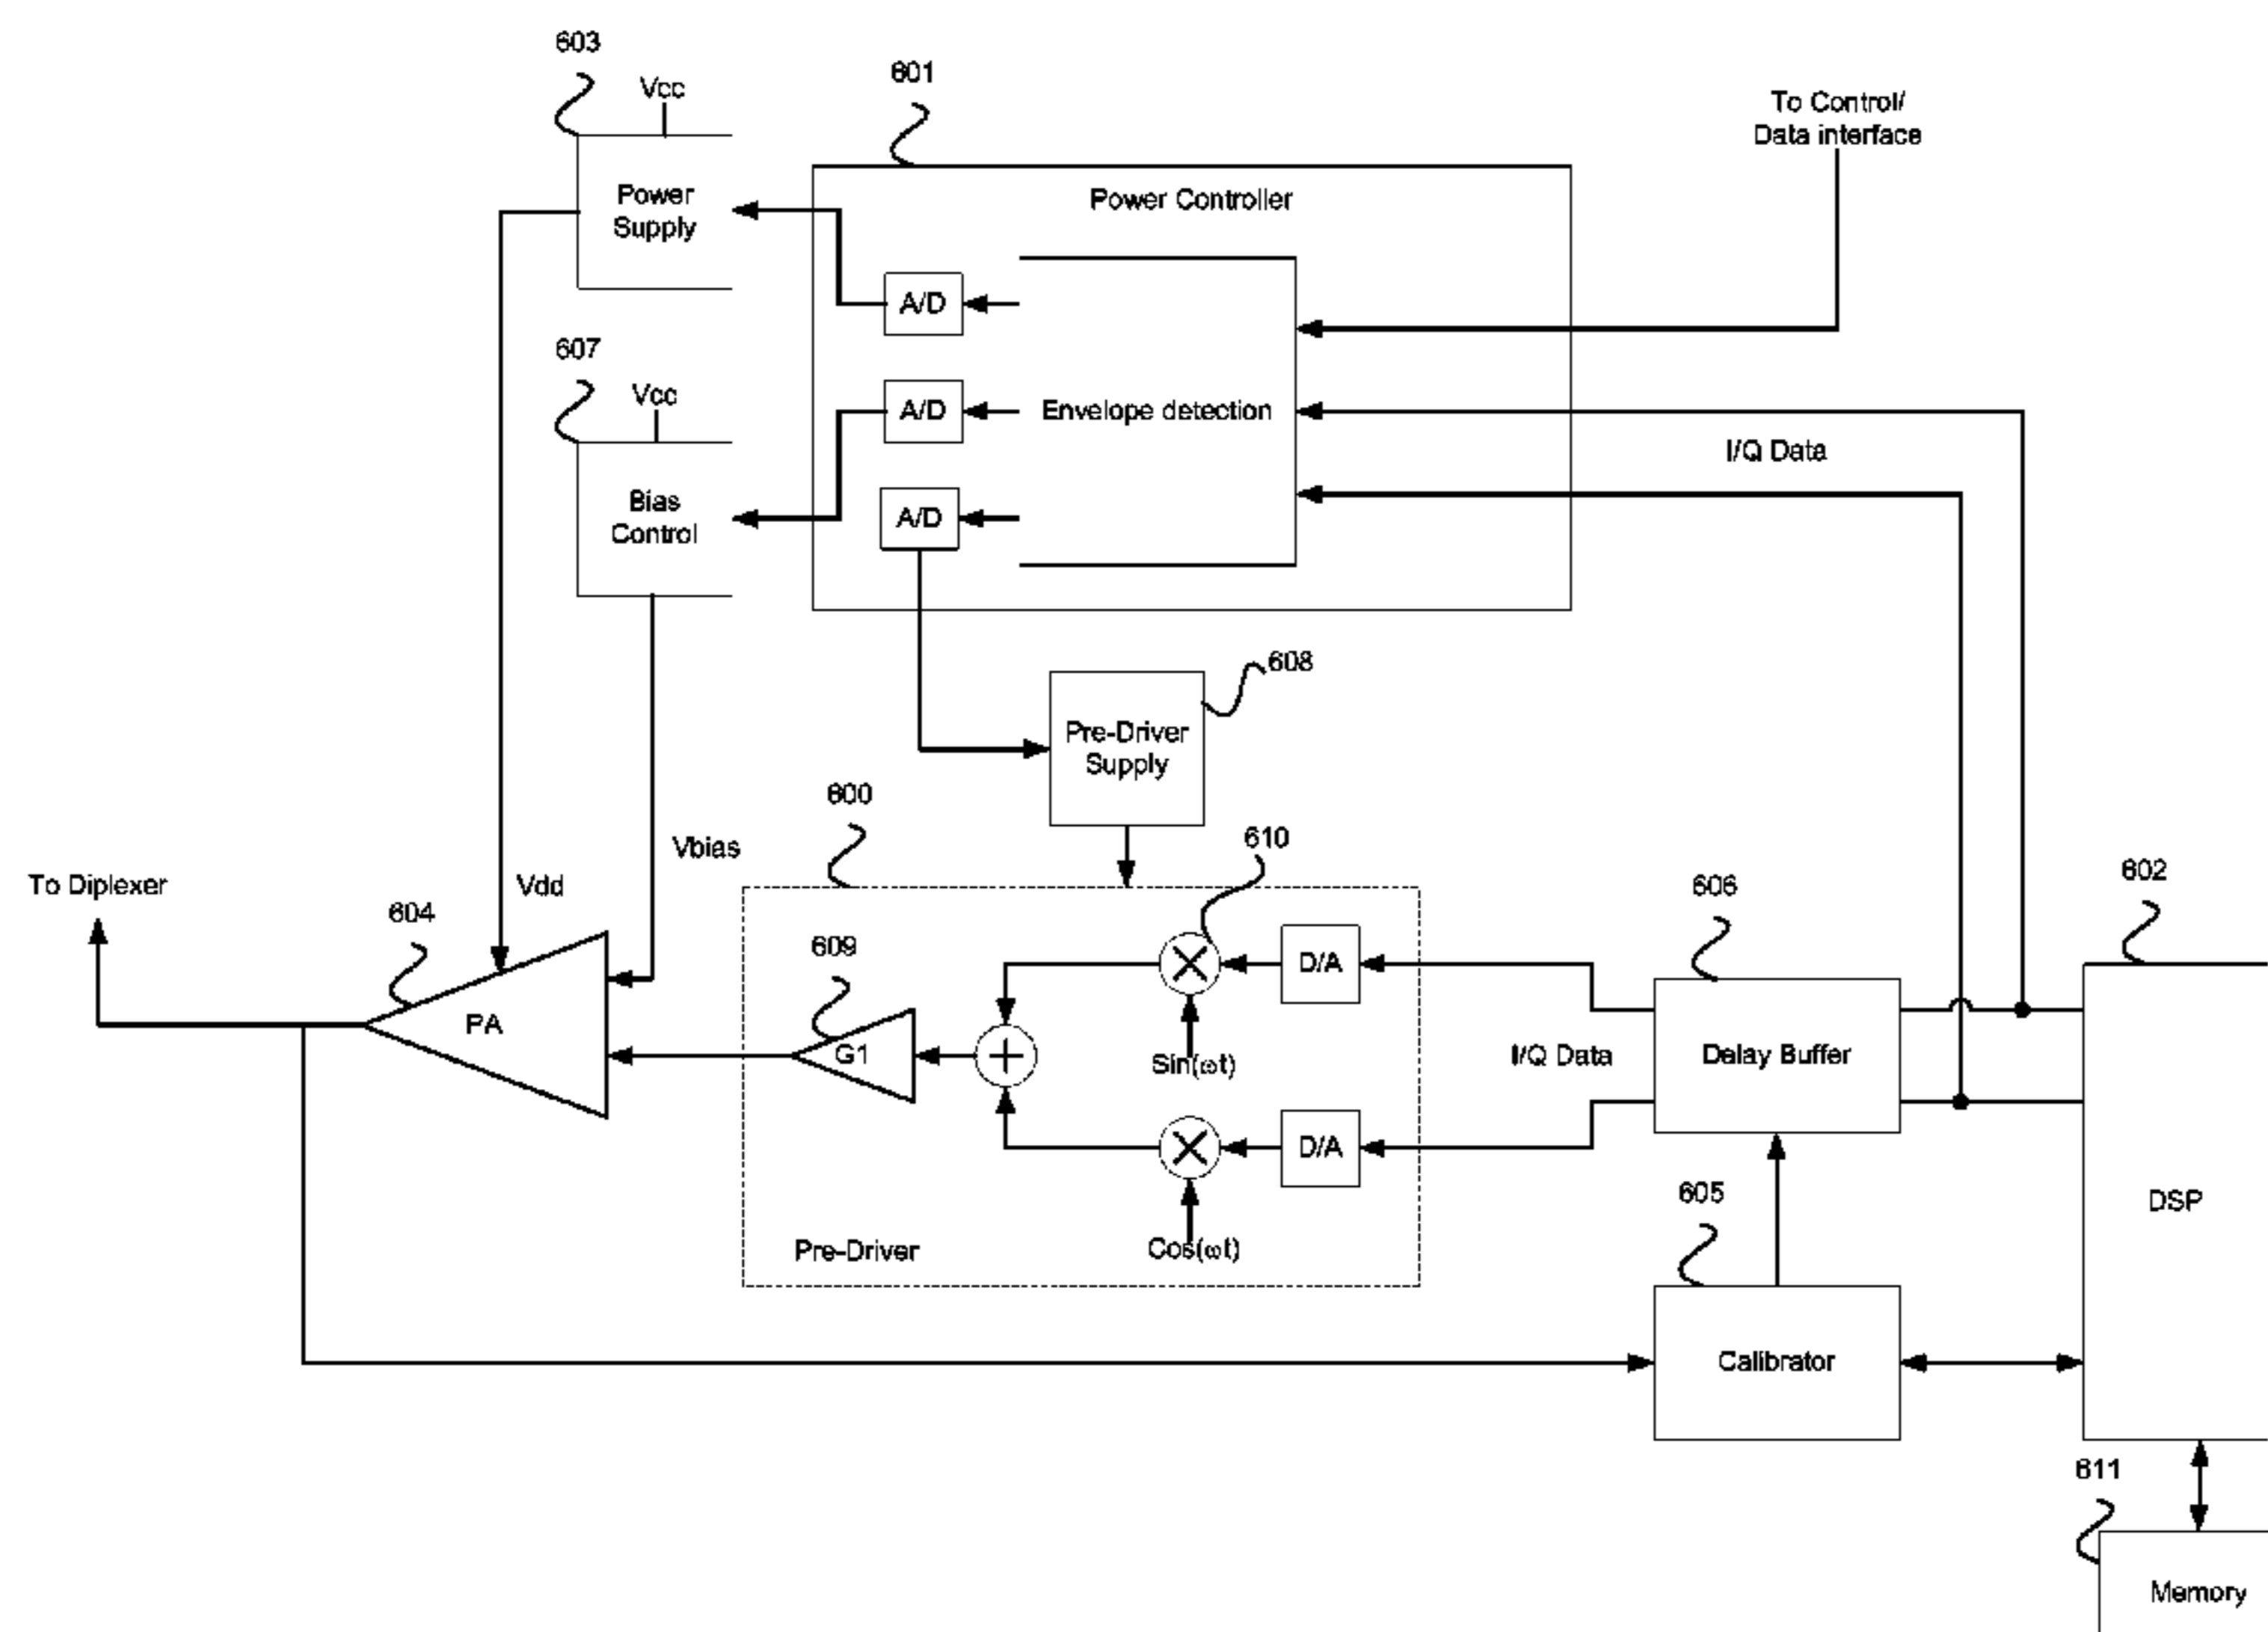 603
Vcc
601
To Control/
Data interface
Power
Supply
Power Controller
A/D
607
Vcc
A/D
Envelope detection
I/Q Data
Bias
Control
A/D
608
Pre-Driver
Supply
600
610
Vbias
To Diplexer
Vdd
604
609
606
602
D/A
PA
G1
Sin(ωt)
I/Q Data
Delay Buffer
D/A
605
DSP
Pre-Driver
Cos(ωt)
Calibrator
611
Memory